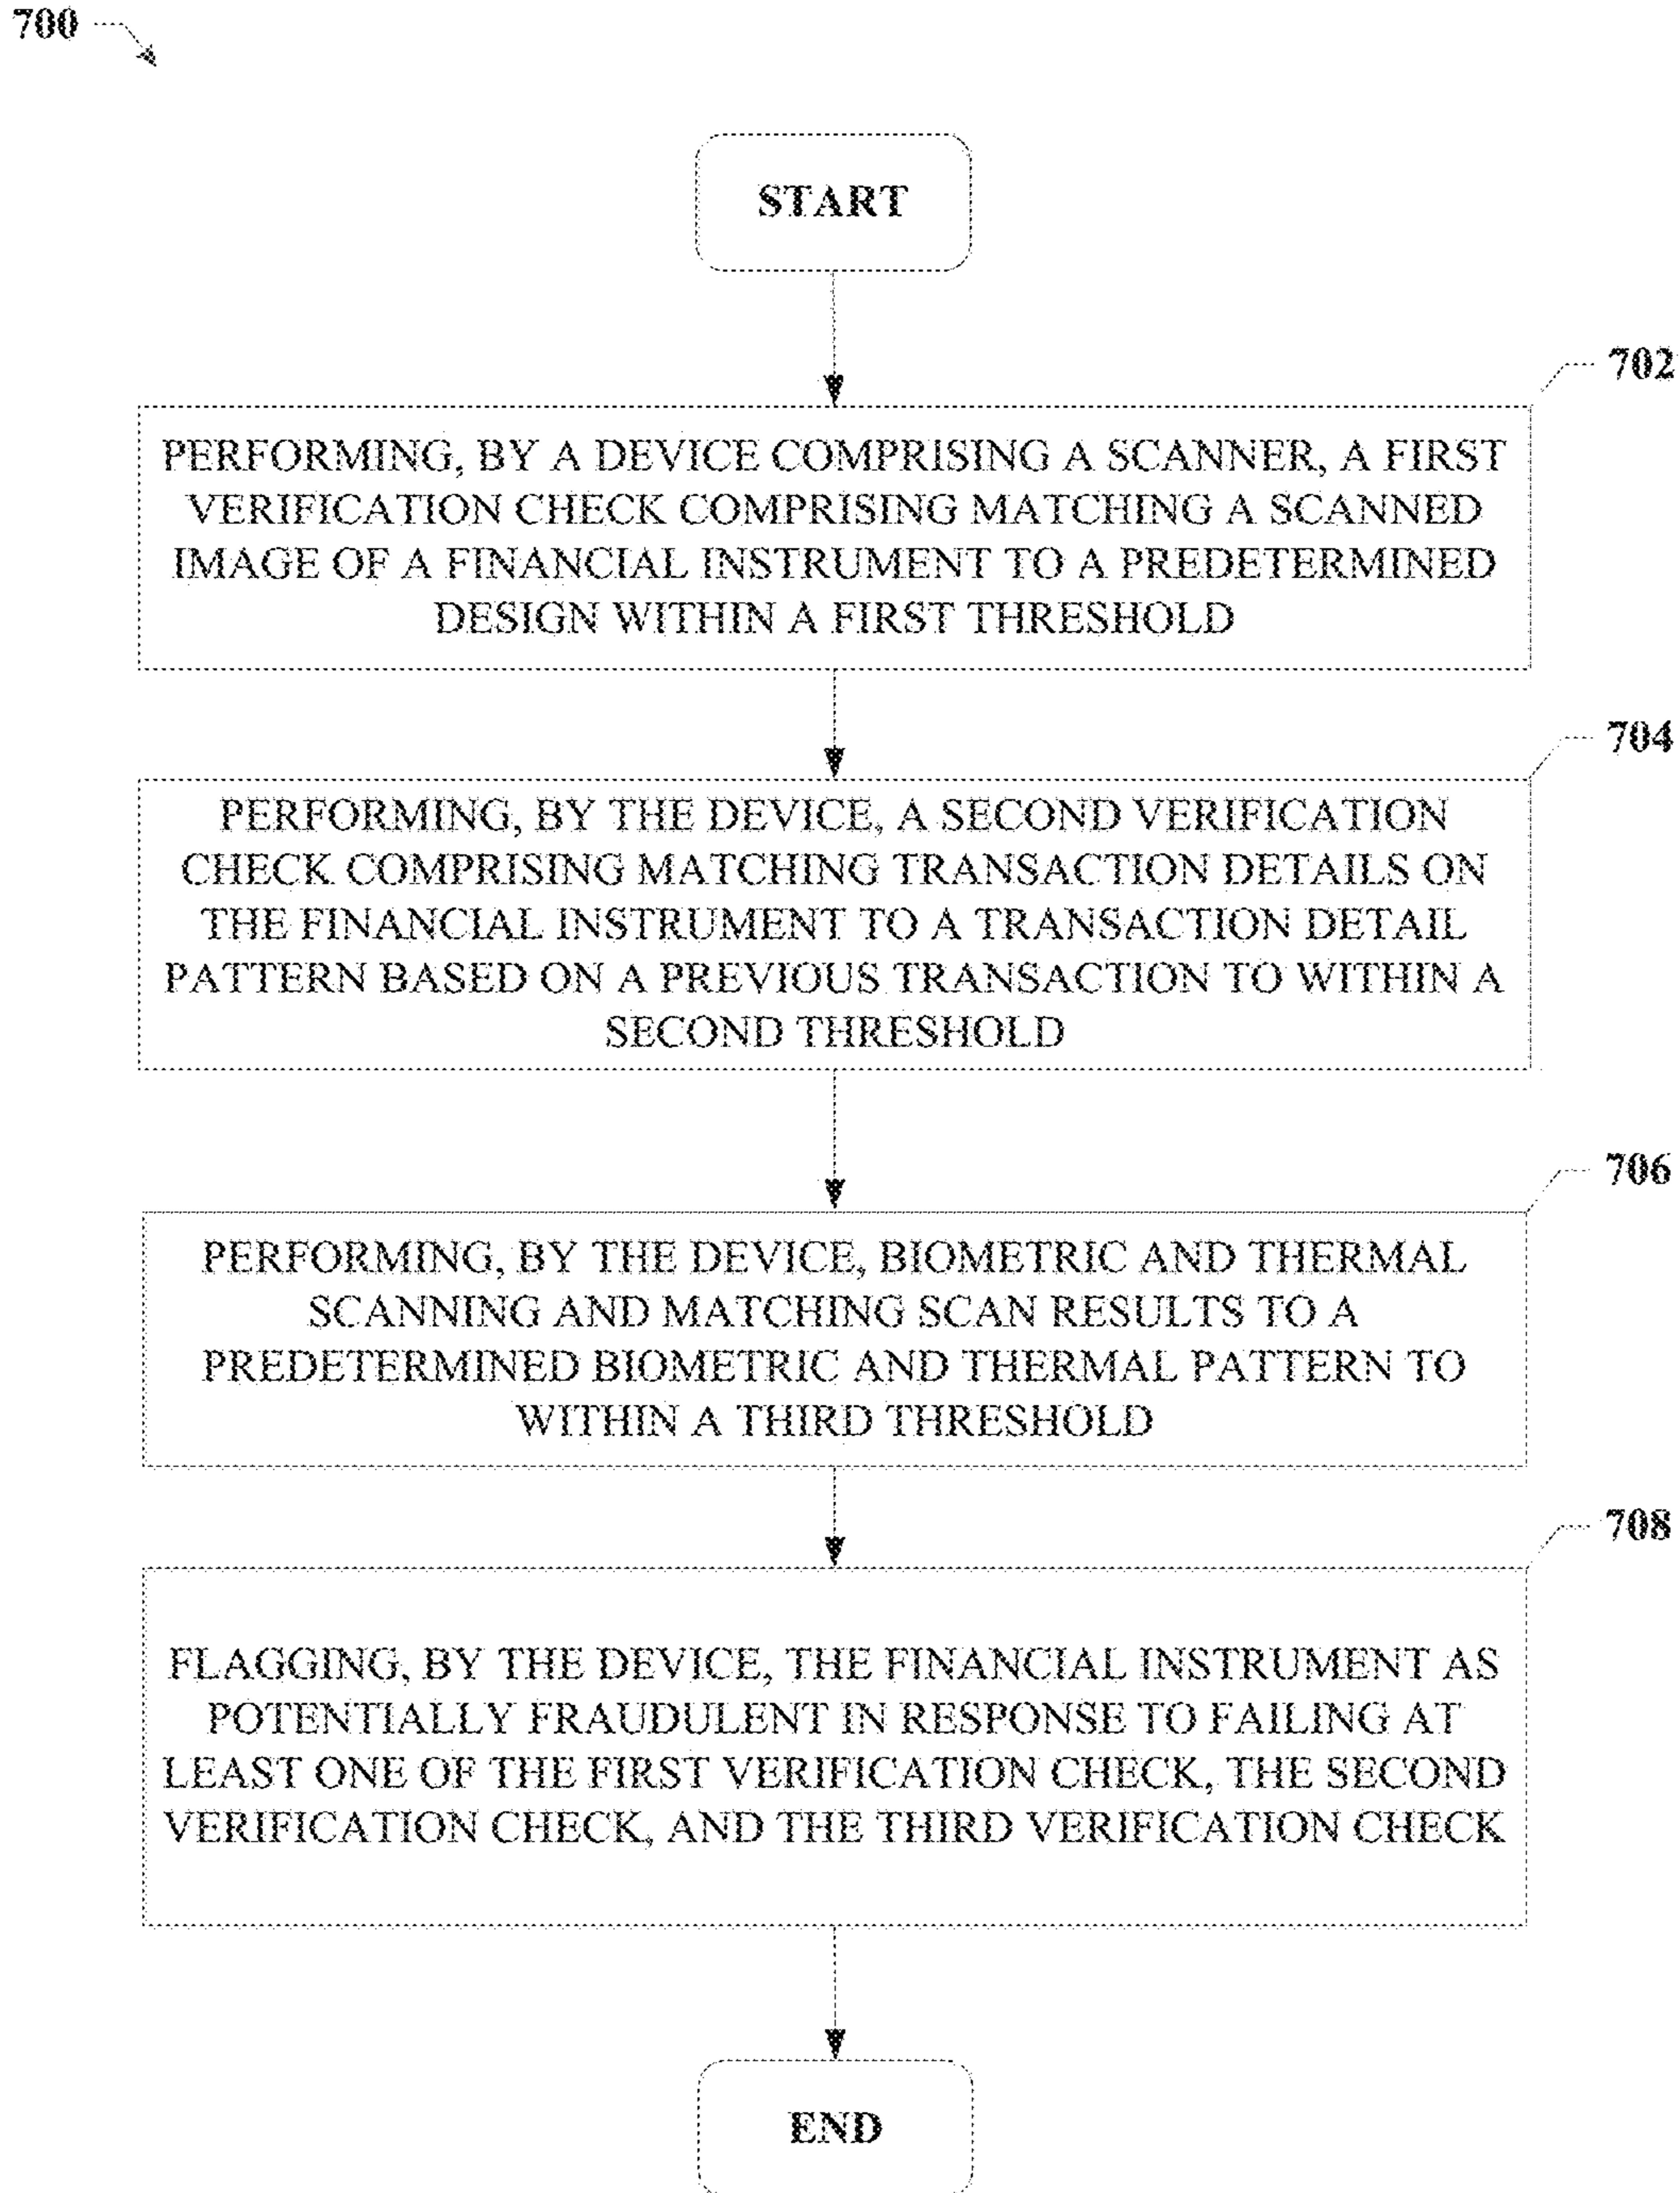 700
START
702
PERFORMING, BY A DEVICE COMPRISING A SCANNER, A FIRST
VERIFICATION CHECK COMPRISING MATCHING A SCANNED
IMAGE OF A FINANCIAL INSTRUMENT TO A PREDETERMINED
DESIGN WITHIN A FIRST THRESHOLD
704
PERFORMING, BY THE DEVICE, A SECOND VERIFICATION
CHECK COMPRISING MATCHING TRANSACTION DETAILS ON
THE FINANCIAL INSTRUMENT TO A TRANSACTION DETAIL
PATTERN BASED ON A PREVIOUS TRANSACTION TO WITHIN A
SECOND THRESHOLD
706
PERFORMING, BY THE DEVICE, BIOMETRIC AND THERMAL
SCANNING AND MATCHING SCAN RESULTS TO A
PREDETERMINED BIOMETRIC AND THERMAL PATTERN TO
WITHIN A THIRD THRESHOLD
708
FLAGGING, BY THE DEVICE, THE FINANCIAL INSTRUMENT AS
POTENTIALLY FRAUDULENT IN RESPONSE TO FAILING AT
LEAST ONE OF THE FIRST VERIFICATION CHECK, THE SECOND
VERIFICATION CHECK, AND THE THIRD VERIFICATION CHECK
END